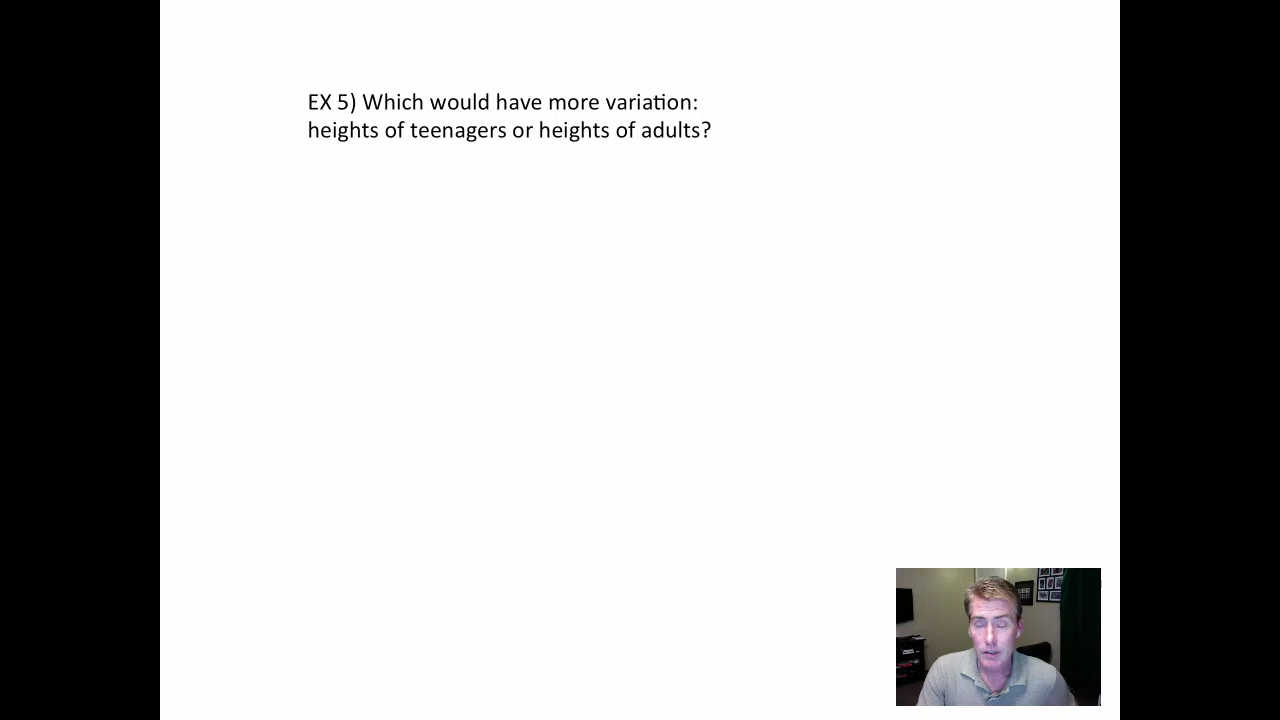 EX 5) Which would have more variation:
heights of teenagers or heights of adults?